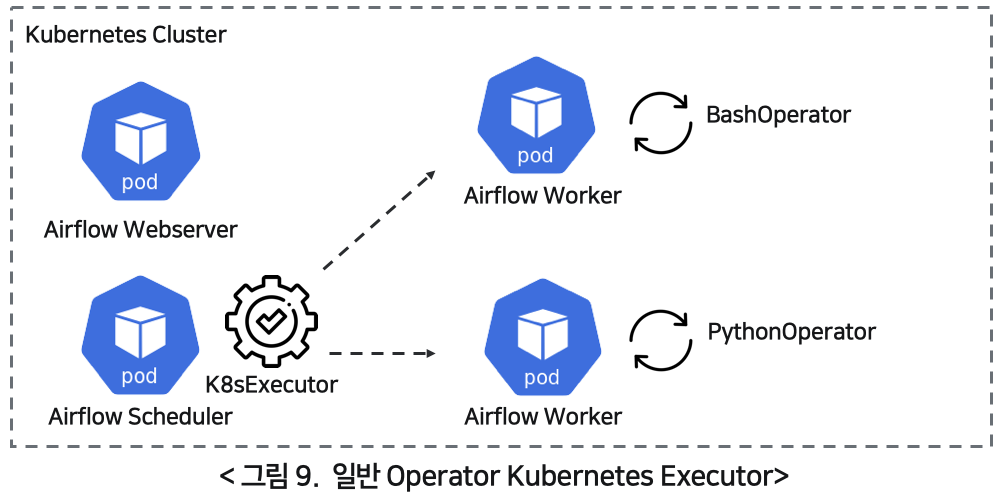 Kubernetes Cluster
pod
Airflow Webserver
pod
Airflow Worker
BashOperator
pod
Airflow Scheduler
K8sExecutor
pod
Airflow Worker
PythonOperator
< 그림 9.  일반 Operator Kubernetes Executor>